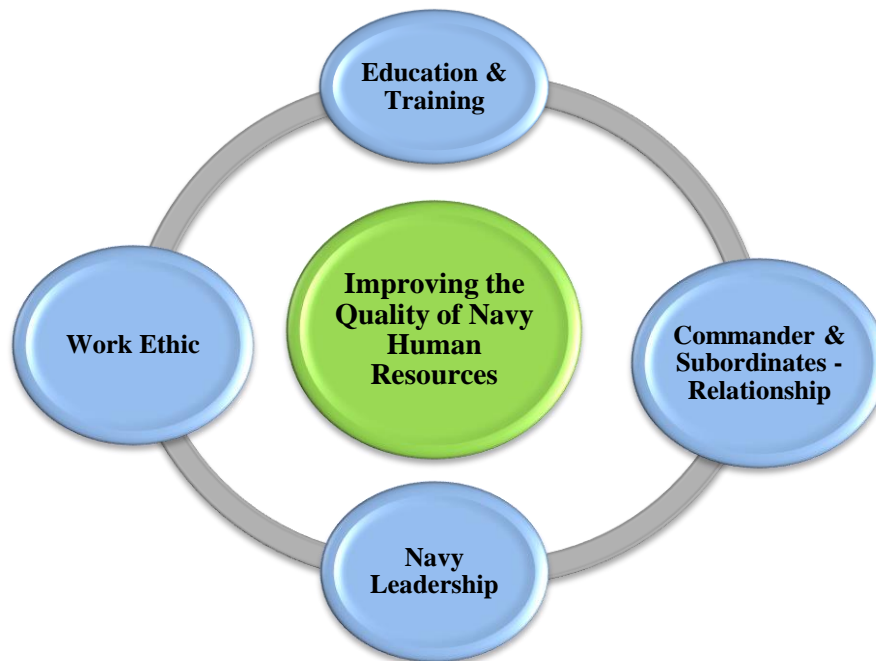 Education &
Training
Improving the
Quality of Navy
Human
Resources
Work Ethic
Commander &
Subordinates -
Relationship
Navy
Leadership